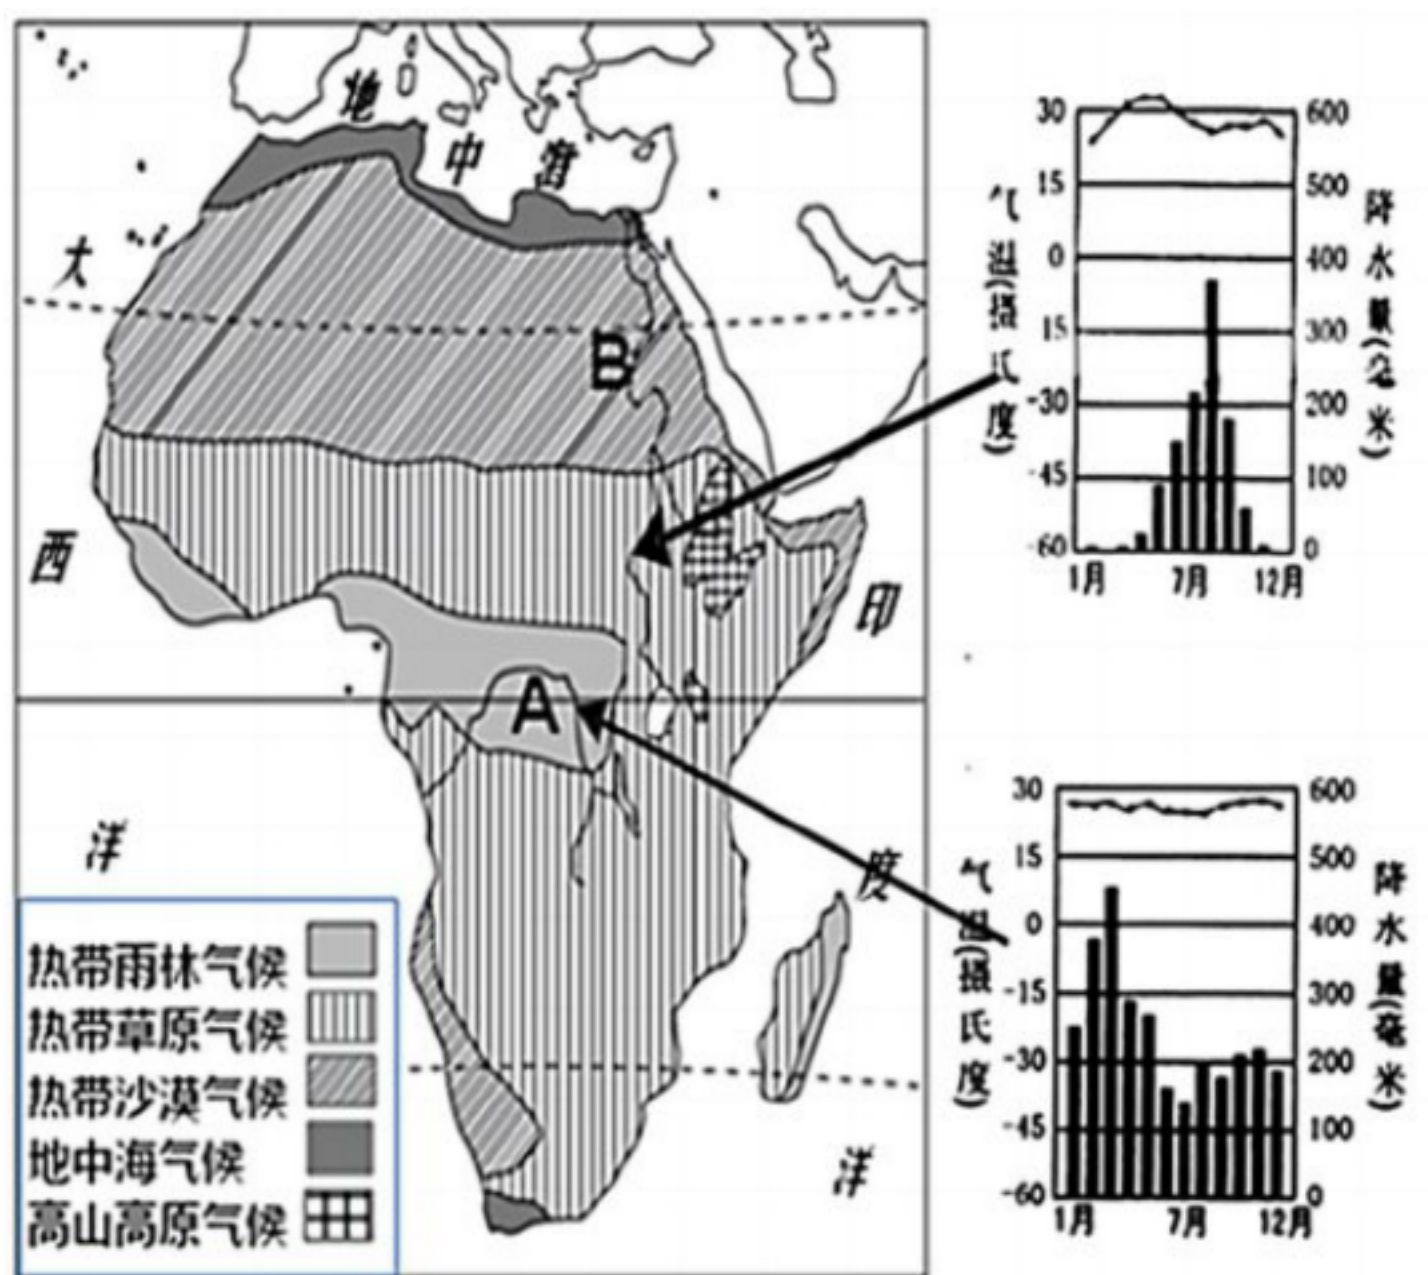 地
中
海
大
西
洋
印
度
洋
B
A
热带雨林气候
热带草原气候
热带沙漠气候
地中海气候
高山高原气候
气温(摄氏度)
30
15
0
15
-30
-45
-60
600
500
400
300
200
100
0
降水量(毫米)
1月
7月
12月
气温(摄氏度)
30
15
0
-15
-30
-45
-60
600
500
400
300
200
100
0
降水量(毫米)
1月
7月
12月